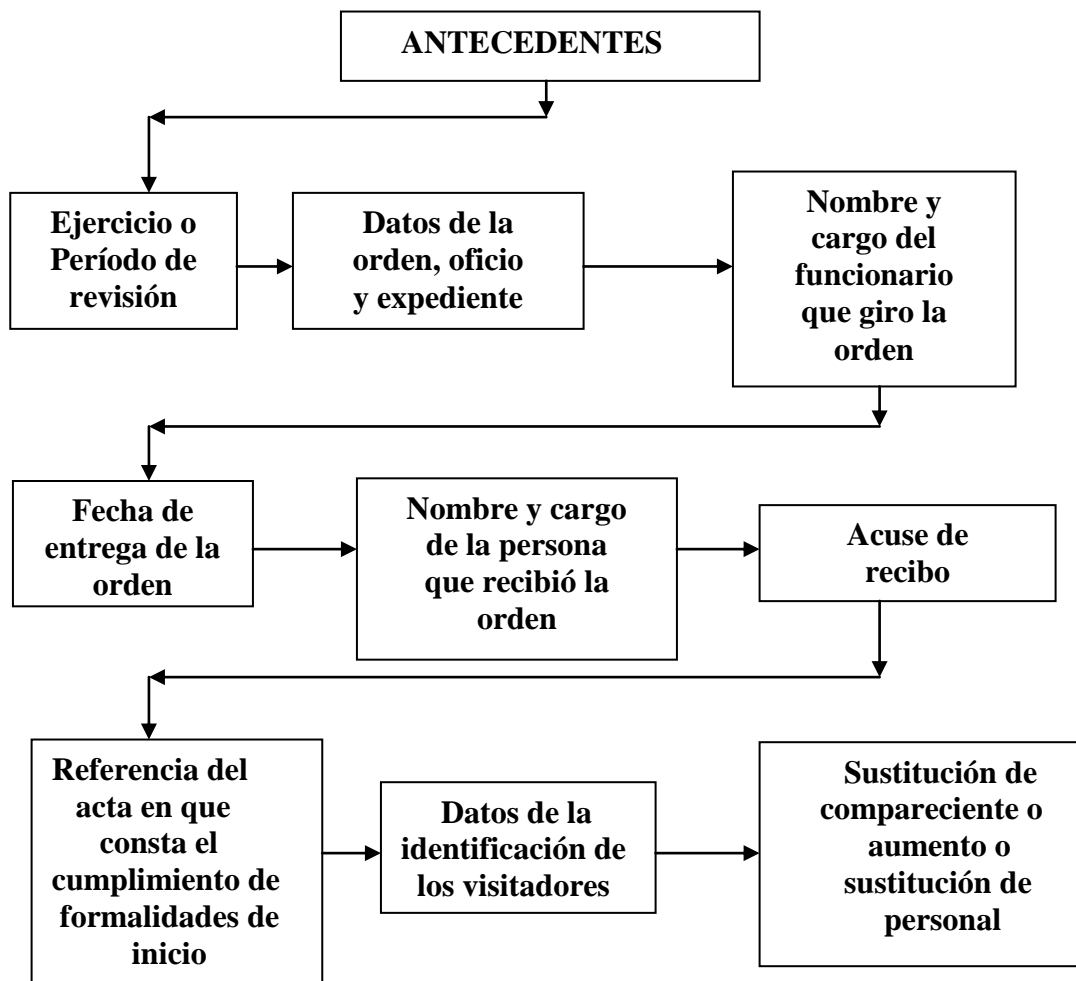 ANTECEDENTES
Ejercicio o
Período de
revisión
Datos de la
orden, oficio
y expediente
Nombre y
cargo del
funcionario
que giro la
orden
Fecha de
entrega de la
orden
Nombre y cargo
de la persona
que recibió la
orden
Acuse de
recibo
Referencia del
acta en que
consta el
cumplimiento de
formalidades de
inicio
Datos de la
identificación de
los visitadores
Sustitución de
compareciente o
aumento o
sustitución de
personal